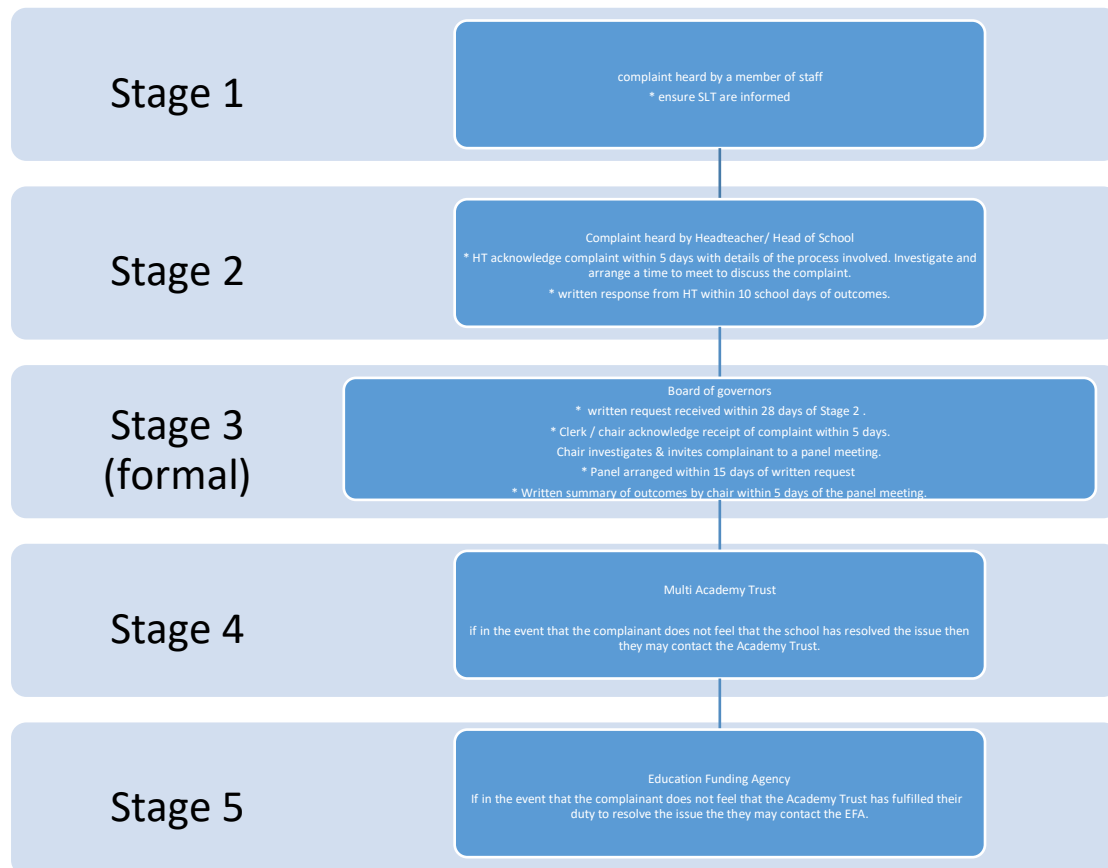 Stage 1
complaint heard by a member of staff
* ensure SLT are informed
Stage 2
Complaint heard by Headteacher/ Head of School
* HT acknowledge complaint within 5 days with details of the process involved. Investigate and
arrange a time to meet to discuss the complaint.
* written response from HT within 10 school days of outcomes.
Stage 3
(formal)
Board of governors
* written request received within 28 days of Stage 2 .
* Clerk / chair acknowledge receipt of complaint within 5 days.
Chair investigates & invites complainant to a panel meeting.
* Panel arranged within 15 days of written request
* Written summary of outcomes by chair within 5 days of the panel meeting.
Stage 4
Multi Academy Trust
if in the event that the complainant does not feel that the school has resolved the issue then
they may contact the Academy Trust.
Stage 5
Education Funding Agency
If in the event that the complainant does not feel that the Academy Trust has fulfilled their
duty to resolve the issue the they may contact the EFA.